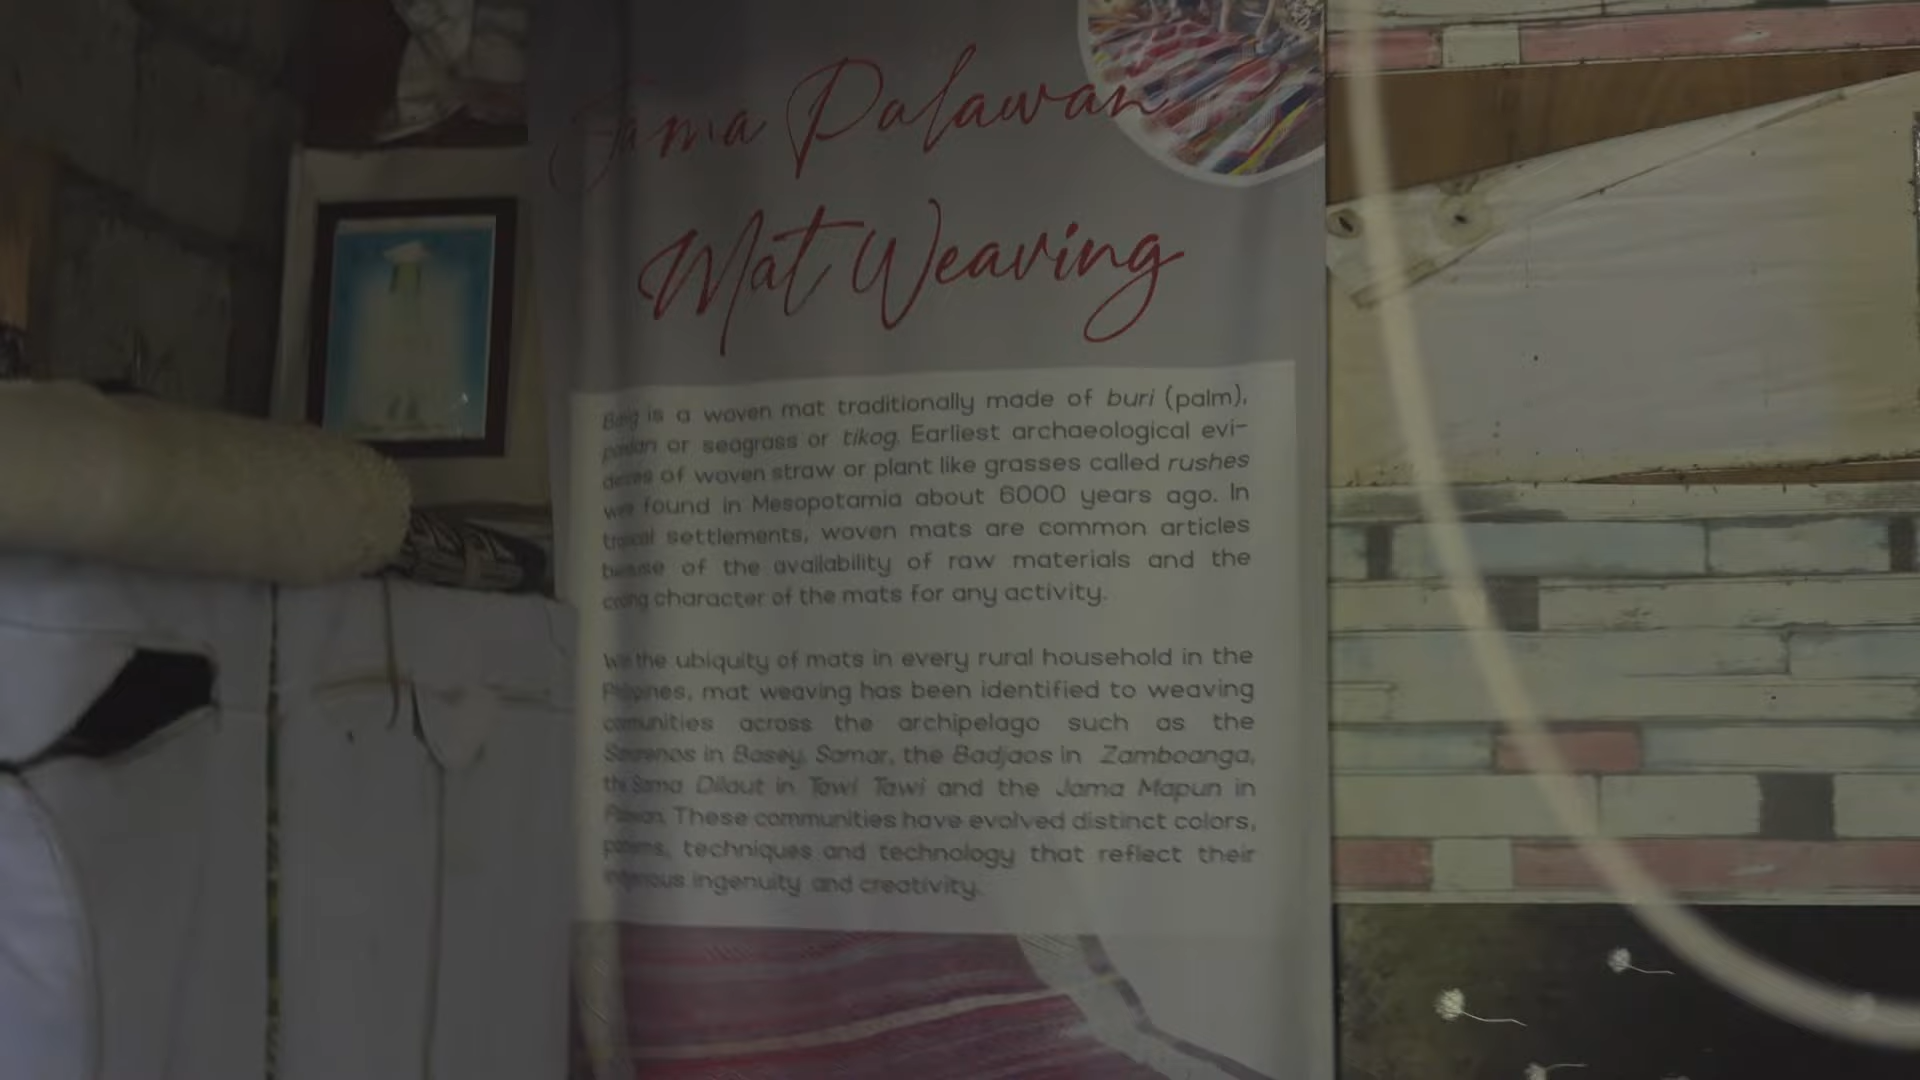 Jama Palawan
Mat Weaving
is a woven mat traditionally made of buri (palm),
or seagrass or tikog. Earliest archaeological evi-
of woven straw or plant like grasses called rushes
found in Mesopotamia about 6000 years ago. In
settlements, woven mats are common articles
of the availability of raw materials and the
character of the mats for any activity.
the ubiquity of mats in every rural household in the
mat weaving has been identified to weaving
across the archipelago such as the
in Basey, Samar, the Badjaos in Zamboanga,
Sama Dilaut in Tawi Tawi and the Jama Mapun in
These communities have evolved distinct colors,
techniques and technology that reflect their
ingenuity and creativity.